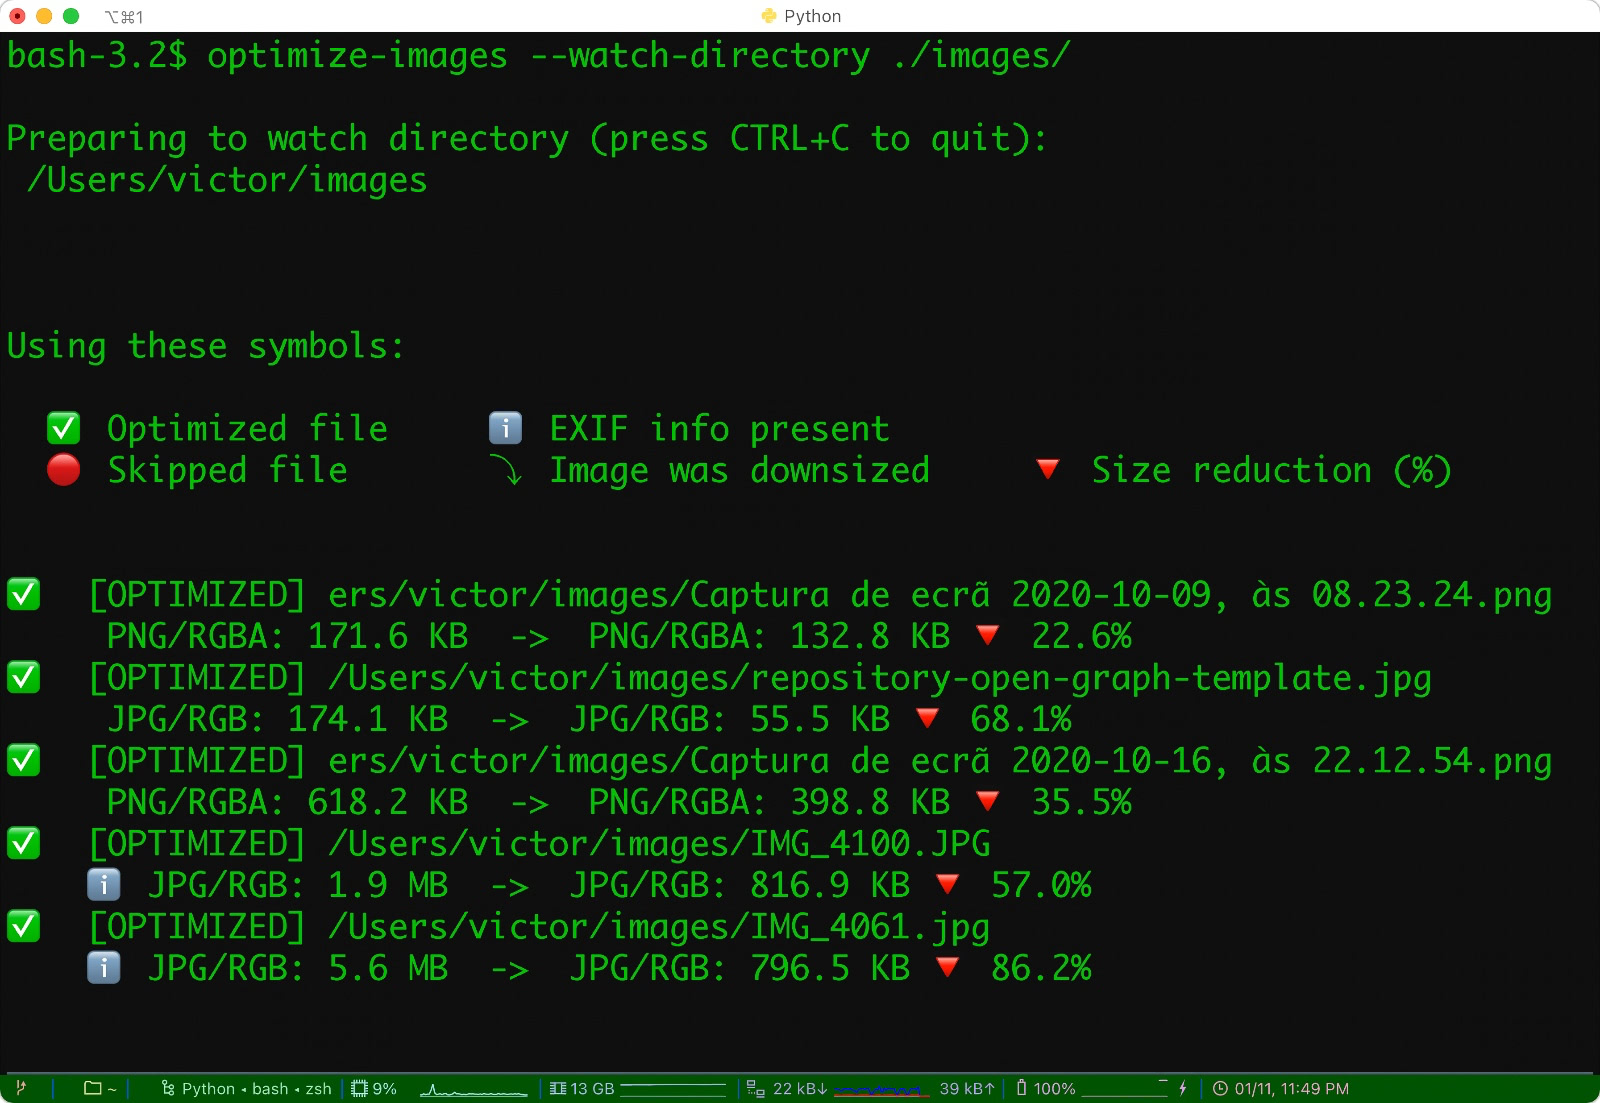 ⌥⌘1
Python
bash-3.2$ optimize-images --watch-directory ./images/
Preparing to watch directory (press CTRL+C to quit):
/Users/victor/images
Using these symbols:
✅ Optimized file ℹ️ EXIF info present
🔴 Skipped file ⤵ Image was downsized 🔻 Size reduction (%)
✅ [OPTIMIZED] ers/victor/images/Captura de ecrã 2020-10-09, às 08.23.24.png
PNG/RGBA: 171.6 KB -> PNG/RGBA: 132.8 KB 🔻 22.6%
✅ [OPTIMIZED] /Users/victor/images/repository-open-graph-template.jpg
JPG/RGB: 174.1 KB -> JPG/RGB: 55.5 KB 🔻 68.1%
✅ [OPTIMIZED] ers/victor/images/Captura de ecrã 2020-10-16, às 22.12.54.png
PNG/RGBA: 618.2 KB -> PNG/RGBA: 398.8 KB 🔻 35.5%
✅ [OPTIMIZED] /Users/victor/images/IMG_4100.JPG
ℹ️ JPG/RGB: 1.9 MB -> JPG/RGB: 816.9 KB 🔻 57.0%
✅ [OPTIMIZED] /Users/victor/images/IMG_4061.jpg
ℹ️ JPG/RGB: 5.6 MB -> JPG/RGB: 796.5 KB 🔻 86.2%
~ Python ◂ bash ◂ zsh 9% 13 GB 22 kB↓ 39 kB↑ 100% 01/11, 11:49 PM